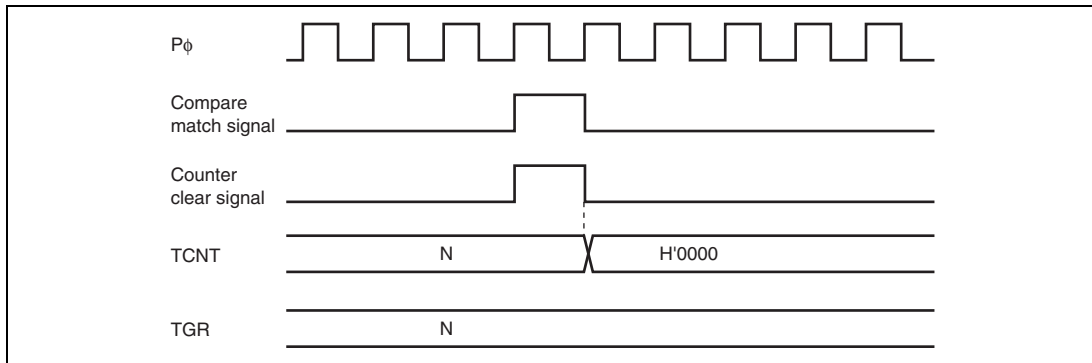 Pφ
Compare
match signal
Counter
clear signal
TCNT
N
H'0000
TGR
N